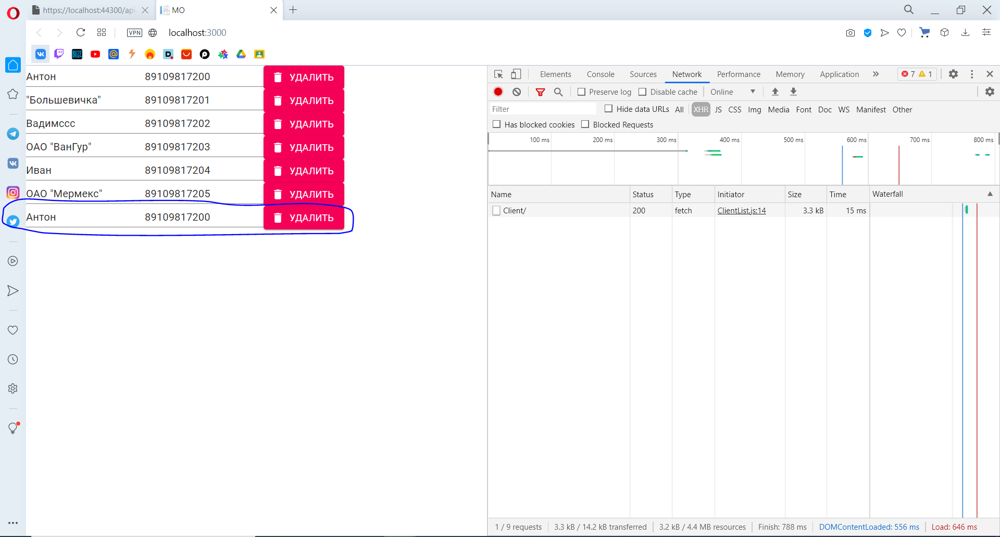 https://localhost:44300/api
MO
VPN
localhost:3000
Антон 89109817200 УДАЛИТЬ
"Большевичка" 89109817201 УДАЛИТЬ
Вадимссс 89109817202 УДАЛИТЬ
ОАО "ВанГур" 89109817203 УДАЛИТЬ
Иван 89109817204 УДАЛИТЬ
ОАО "Мермекс" 89109817205 УДАЛИТЬ
Антон 89109817200 УДАЛИТЬ
Elements Console Sources Network Performance Memory Application » 7 1
Preserve log Disable cache Online
Filter Hide data URLs All XHR JS CSS Img Media Font Doc WS Manifest Other
Has blocked cookies Blocked Requests
100 ms 200 ms 300 ms 400 ms 500 ms 600 ms 700 ms 800 ms
Name Status Type Initiator Size Time Waterfall
Client/ 200 fetch ClientList.js:14 3.3 kB 15 ms
1 / 9 requests 3.3 kB / 14.2 kB transferred 3.2 kB / 4.4 MB resources Finish: 788 ms DOMContentLoaded: 556 ms Load: 646 ms